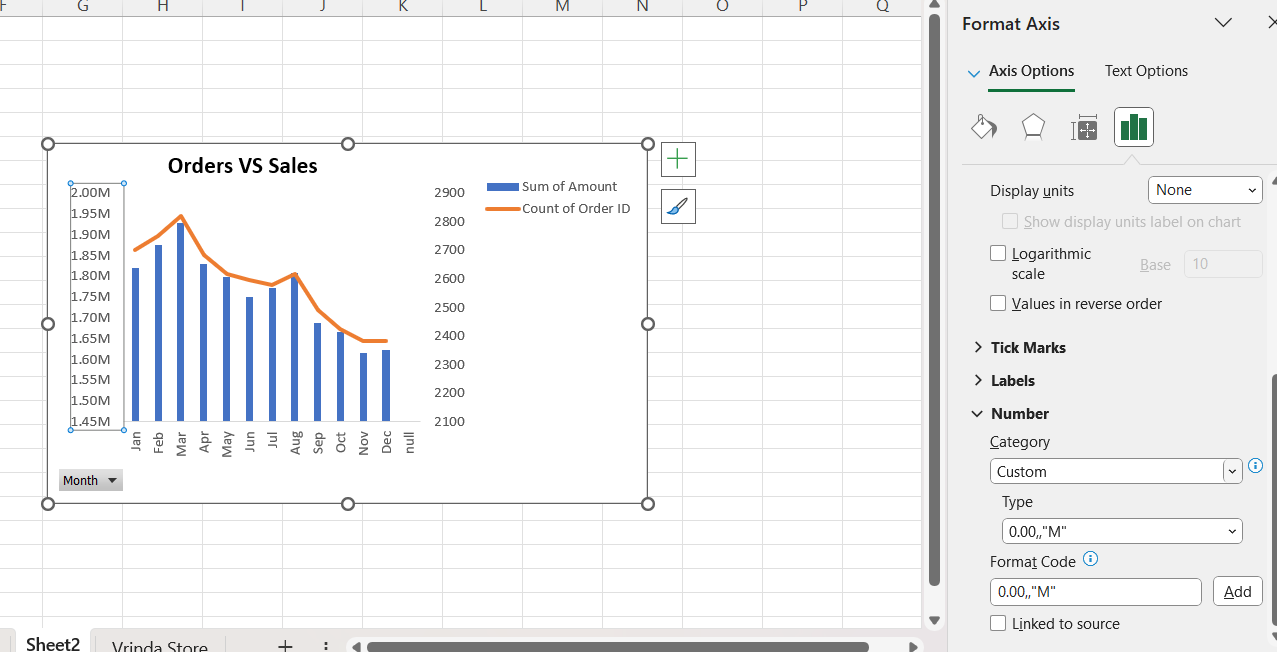 F G H I J K L M N O P Q
Orders VS Sales
2.00M
1.95M
1.90M
1.85M
1.80M
1.75M
1.70M
1.65M
1.60M
1.55M
1.50M
1.45M
Jan Feb Mar Apr May Jun Jul Aug Sep Oct Nov Dec null
2900
2800
2700
2600
2500
2400
2300
2200
2100
Sum of Amount
Count of Order ID
Month
Sheet2 Vrinda Store
Format Axis
Axis Options Text Options
Display units None
Show display units label on chart
Logarithmic
scale
Base 10
Values in reverse order
Tick Marks
Labels
Number
Category
Custom
Type
0.00,,"M"
Format Code
0.00,,"M" Add
Linked to source